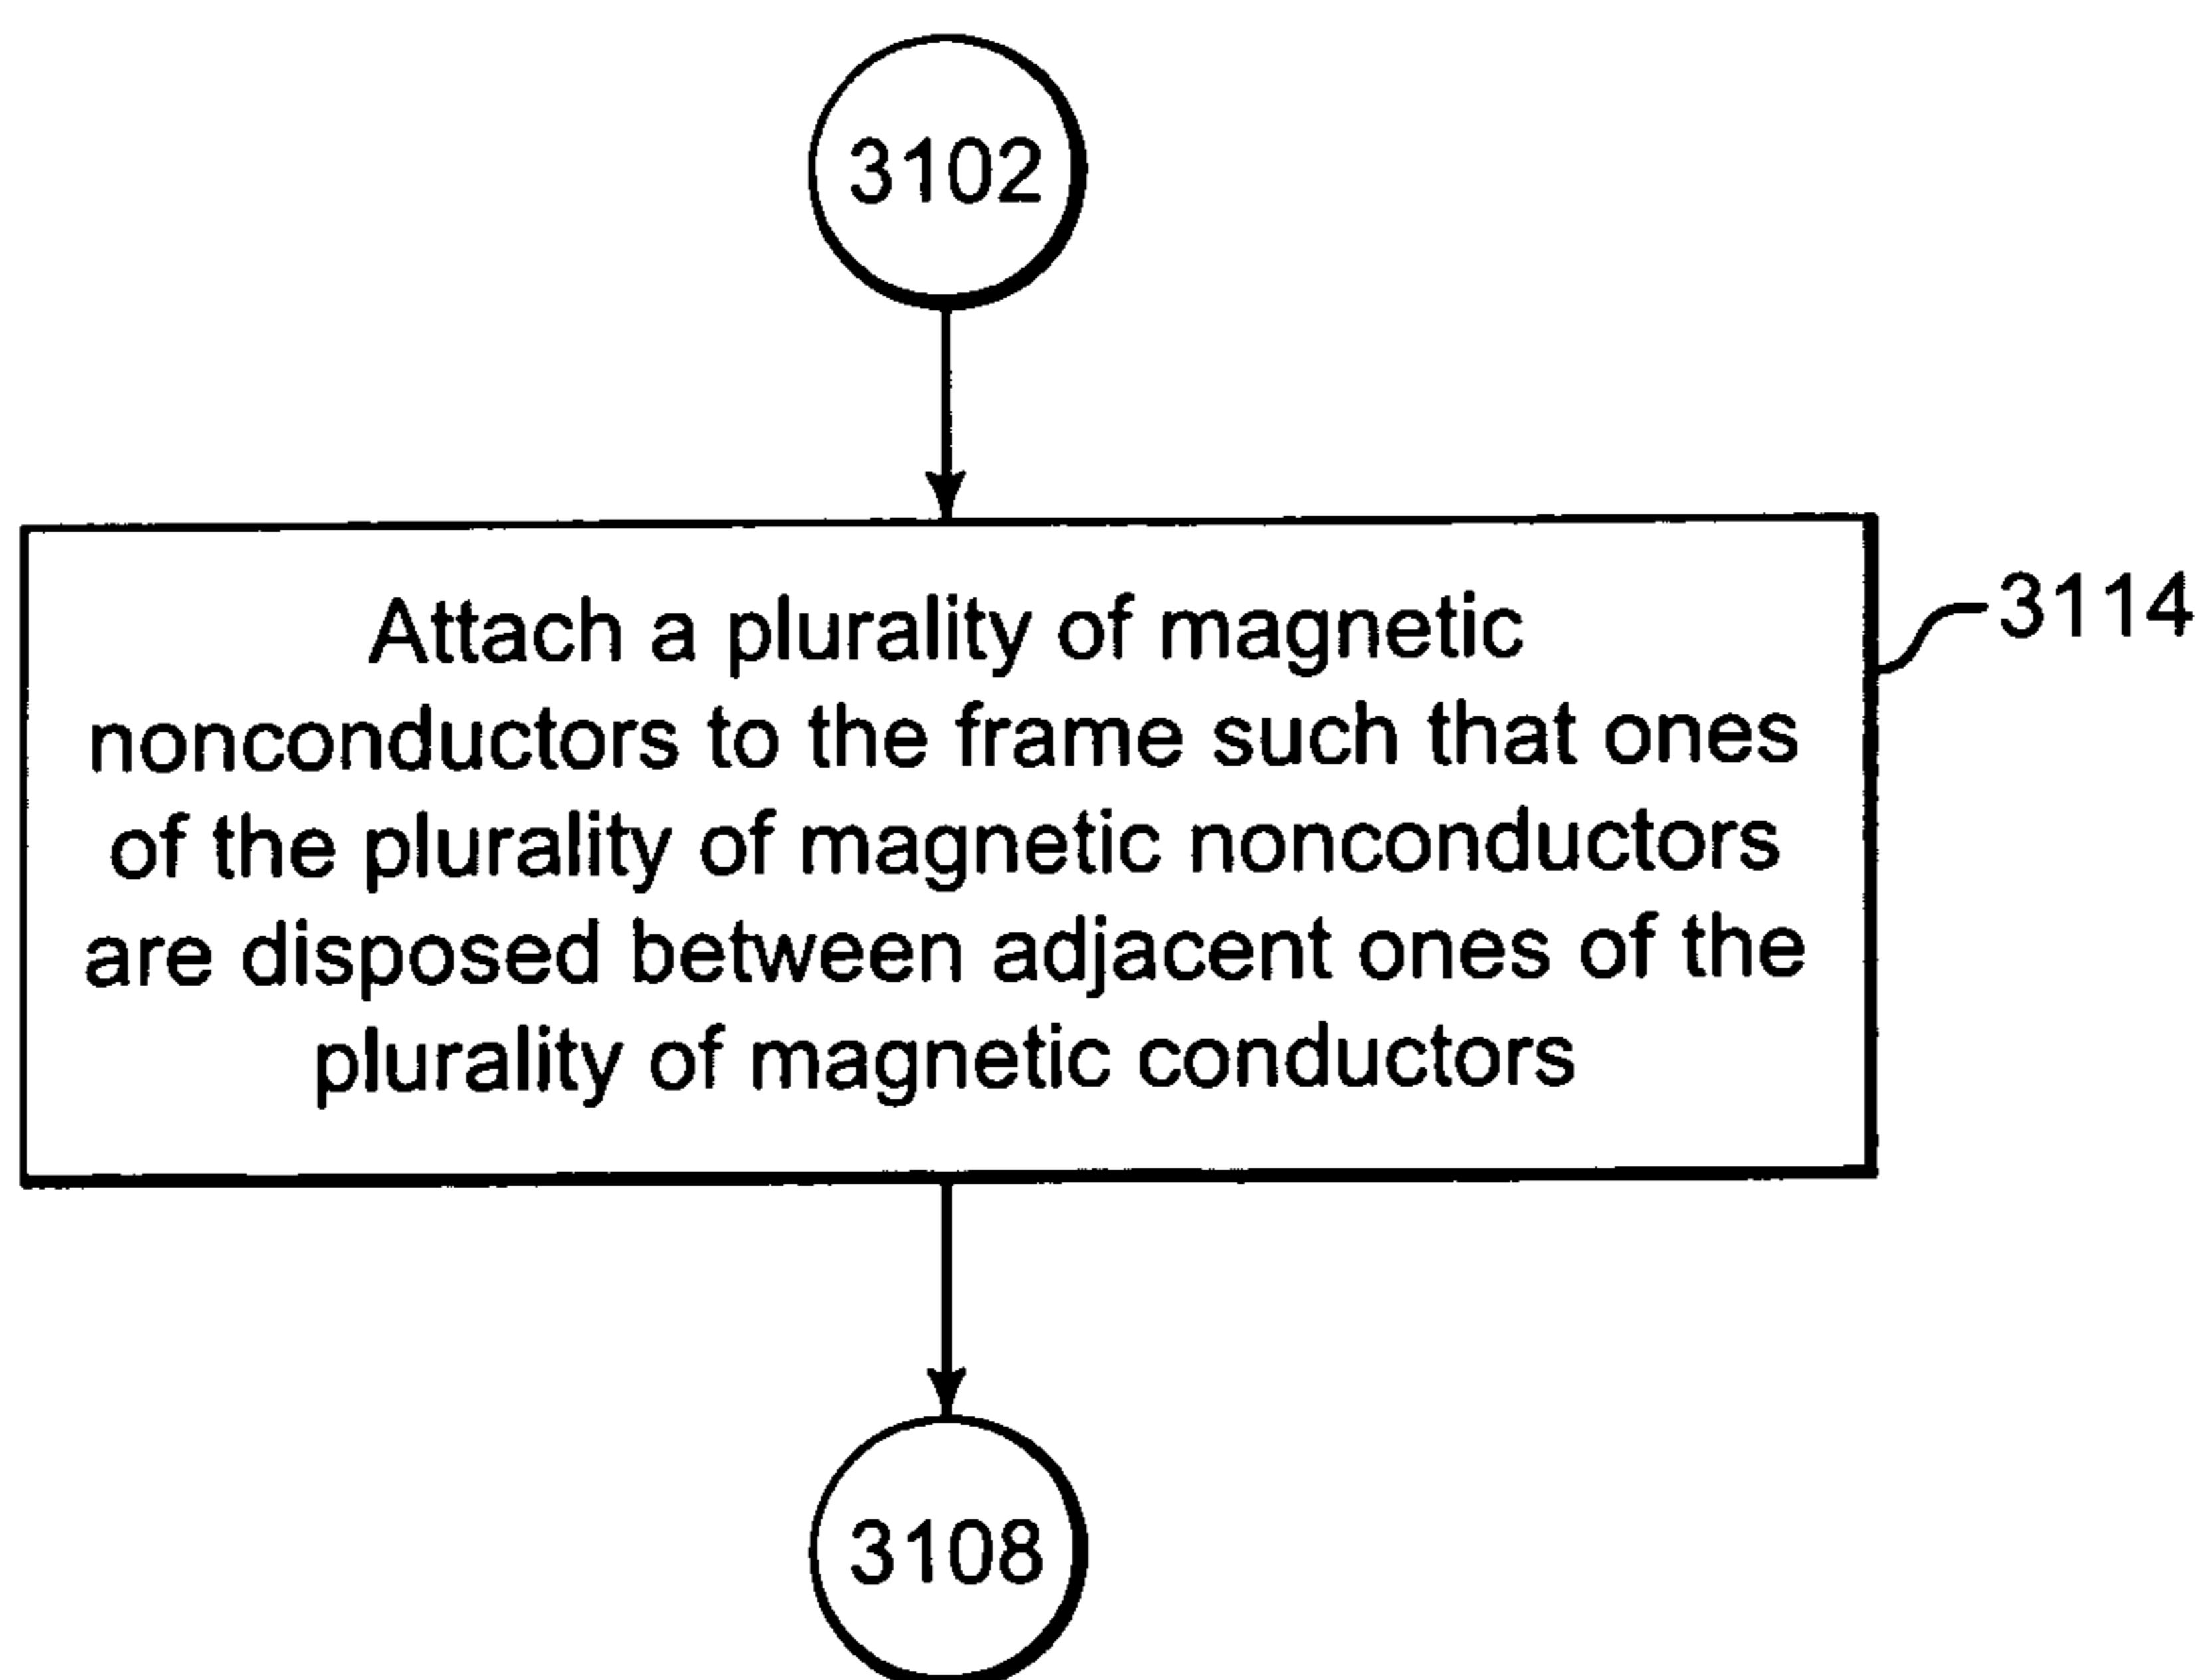 3102
Attach a plurality of magnetic
nonconductors to the frame such that ones
of the plurality of magnetic nonconductors
are disposed between adjacent ones of the
plurality of magnetic conductors
3114
3108